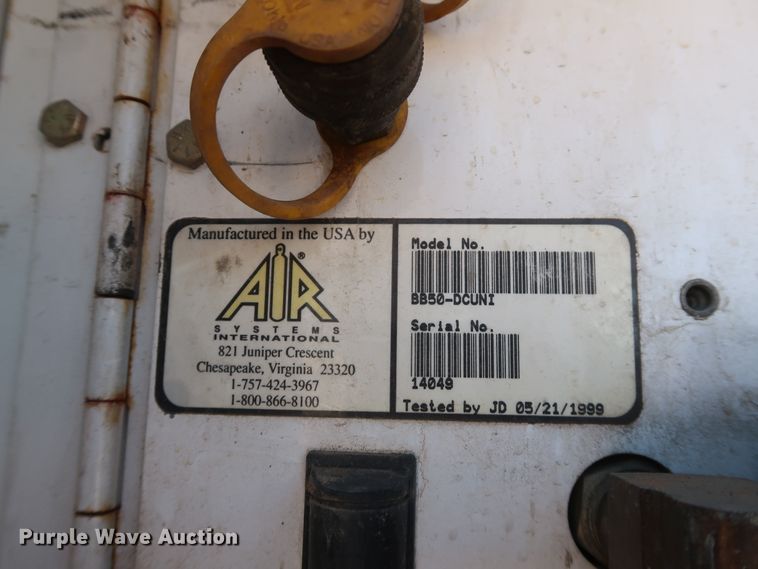 Manufactured in the USA by
AIR®
SYSTEMS
INTERNATIONAL
821 Juniper Crescent
Chesapeake, Virginia 23320
1-757-424-3967
1-800-866-8100
Model No.
BB50-DCUNI
Serial No.
14049
Tested by JD 05/21/1999
Purple Wave Auction